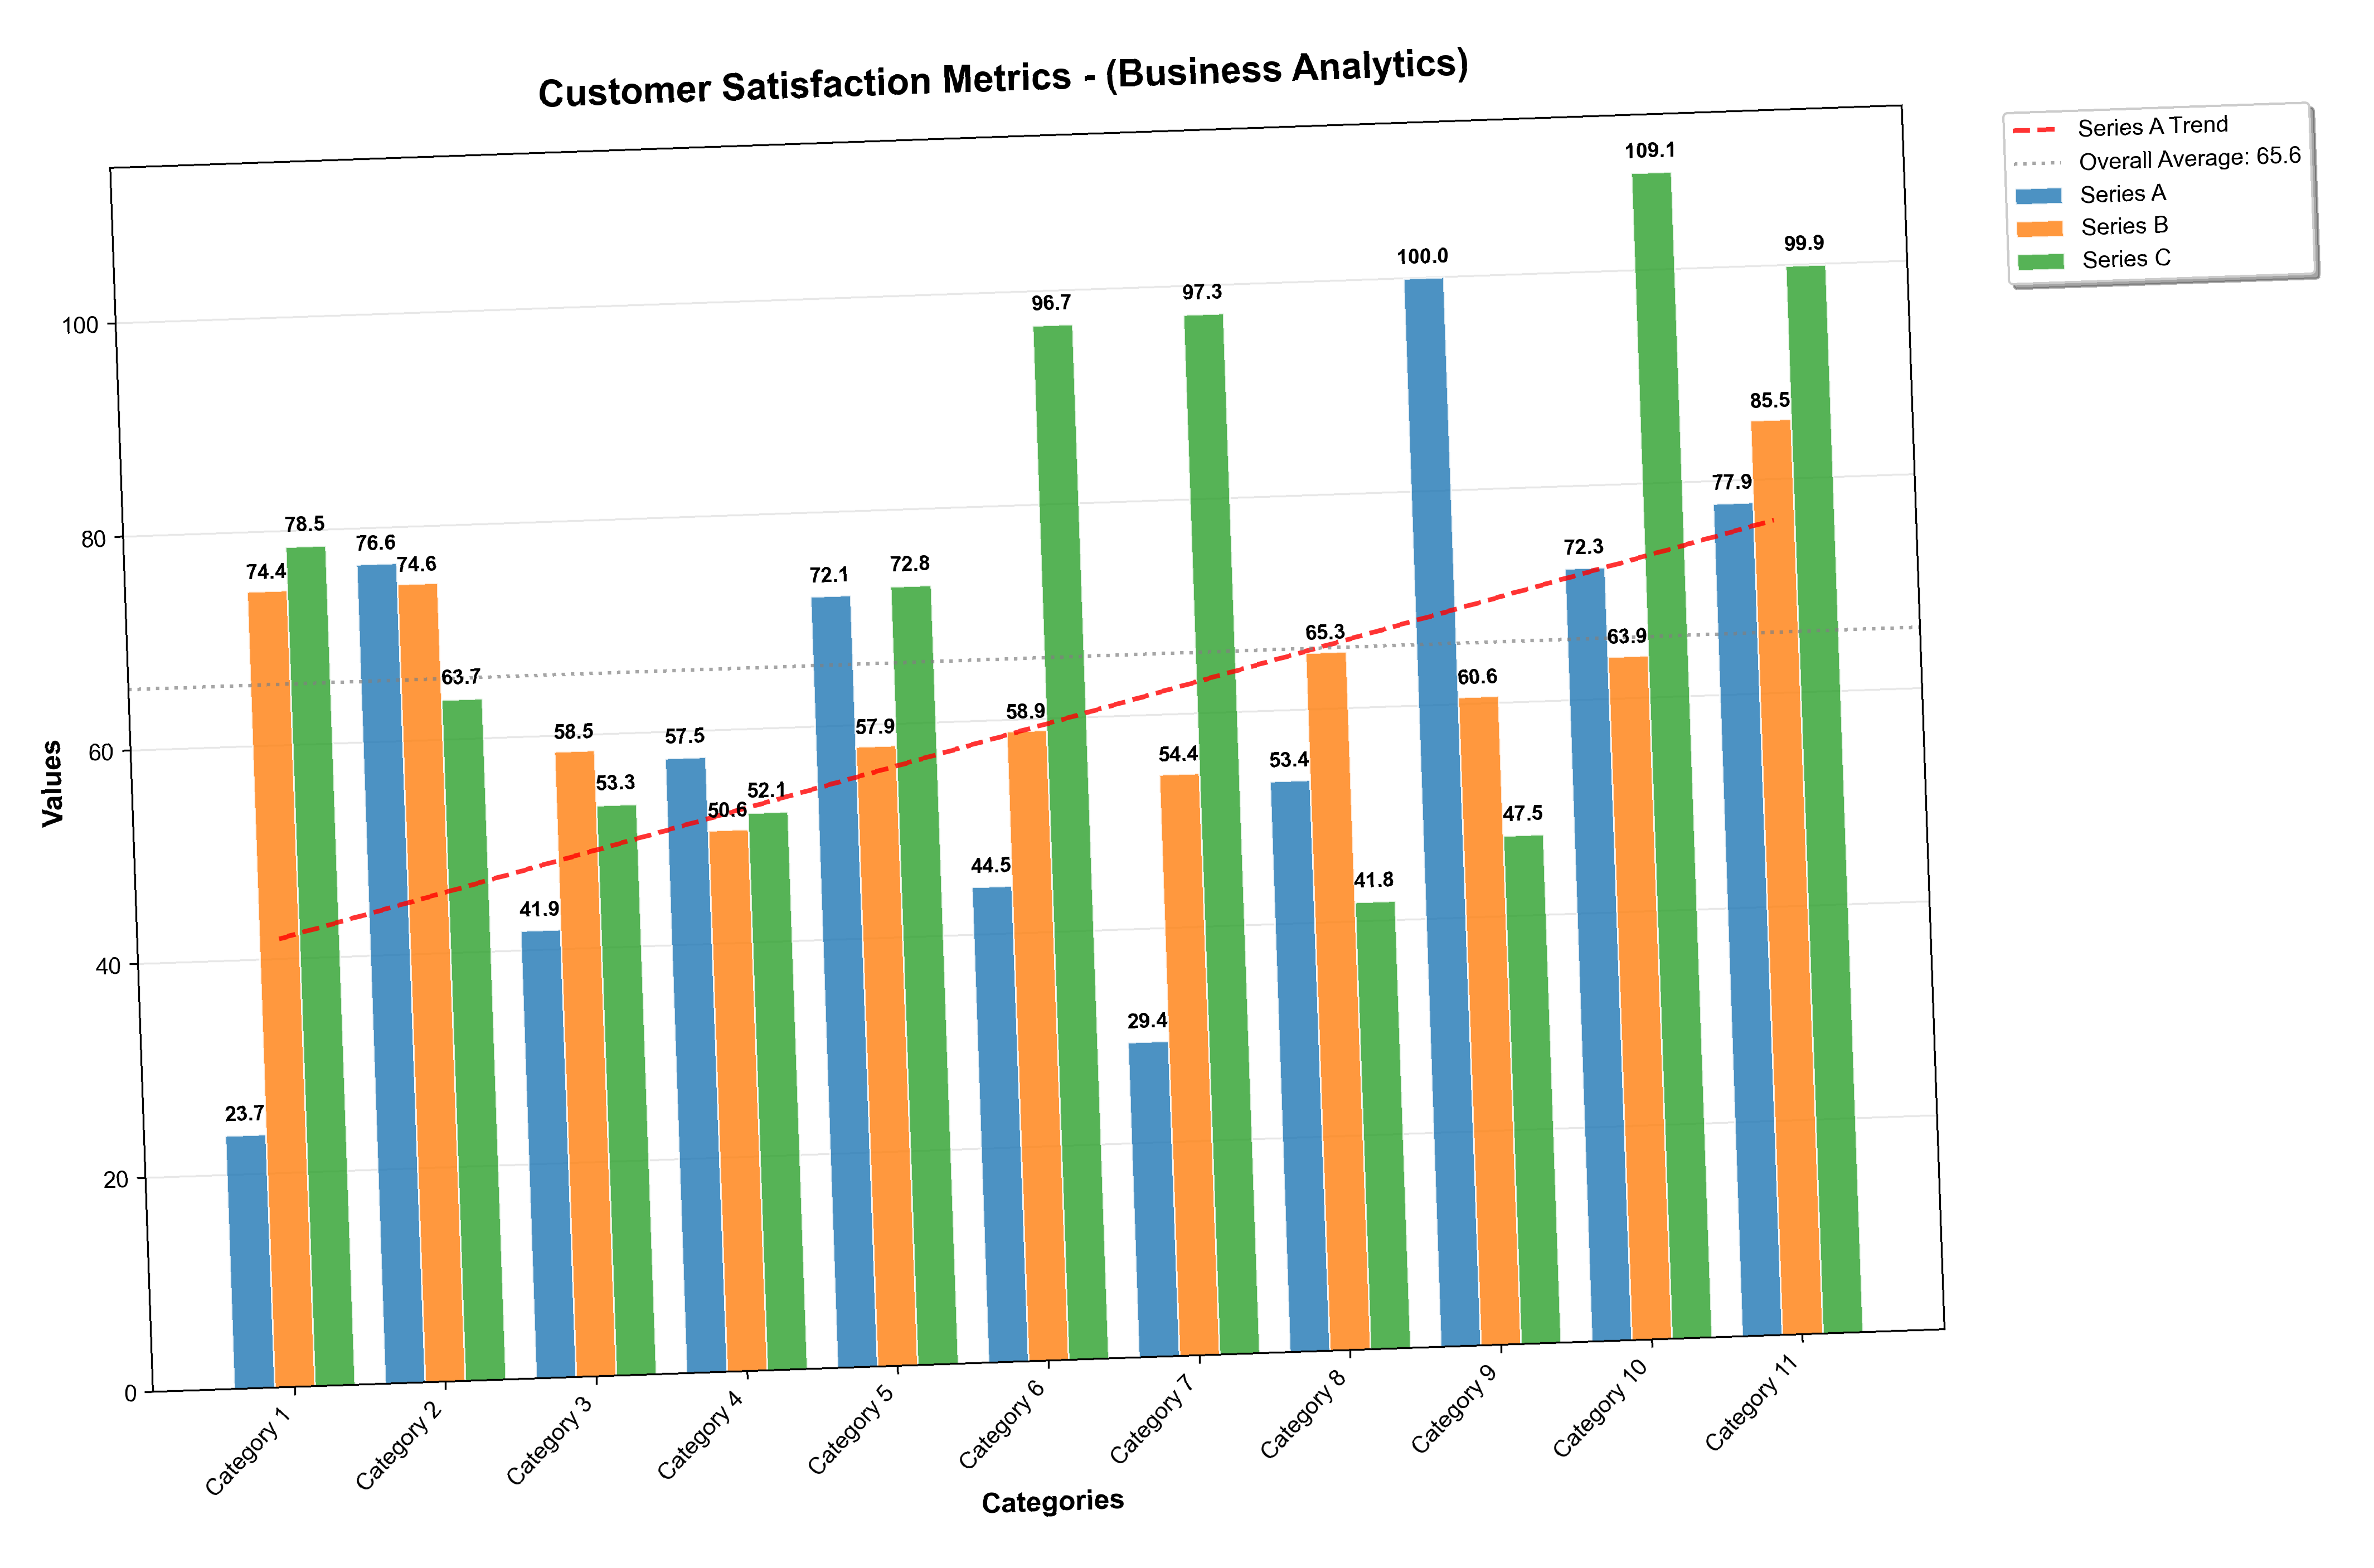 Customer Satisfaction Metrics - (Business Analytics)
Series A Trend
Overall Average: 65.6
Series A
Series B
Series C
Values
100
80
60
40
20
0
23.7
74.4
78.5
76.6
74.6
63.7
41.9
58.5
53.3
57.5
50.6
52.1
72.1
57.9
72.8
44.5
58.9
96.7
29.4
54.4
97.3
53.4
65.3
41.8
100.0
60.6
47.5
72.3
63.9
109.1
77.9
85.5
99.9
Category 1
Category 2
Category 3
Category 4
Category 5
Category 6
Category 7
Category 8
Category 9
Category 10
Category 11
Categories